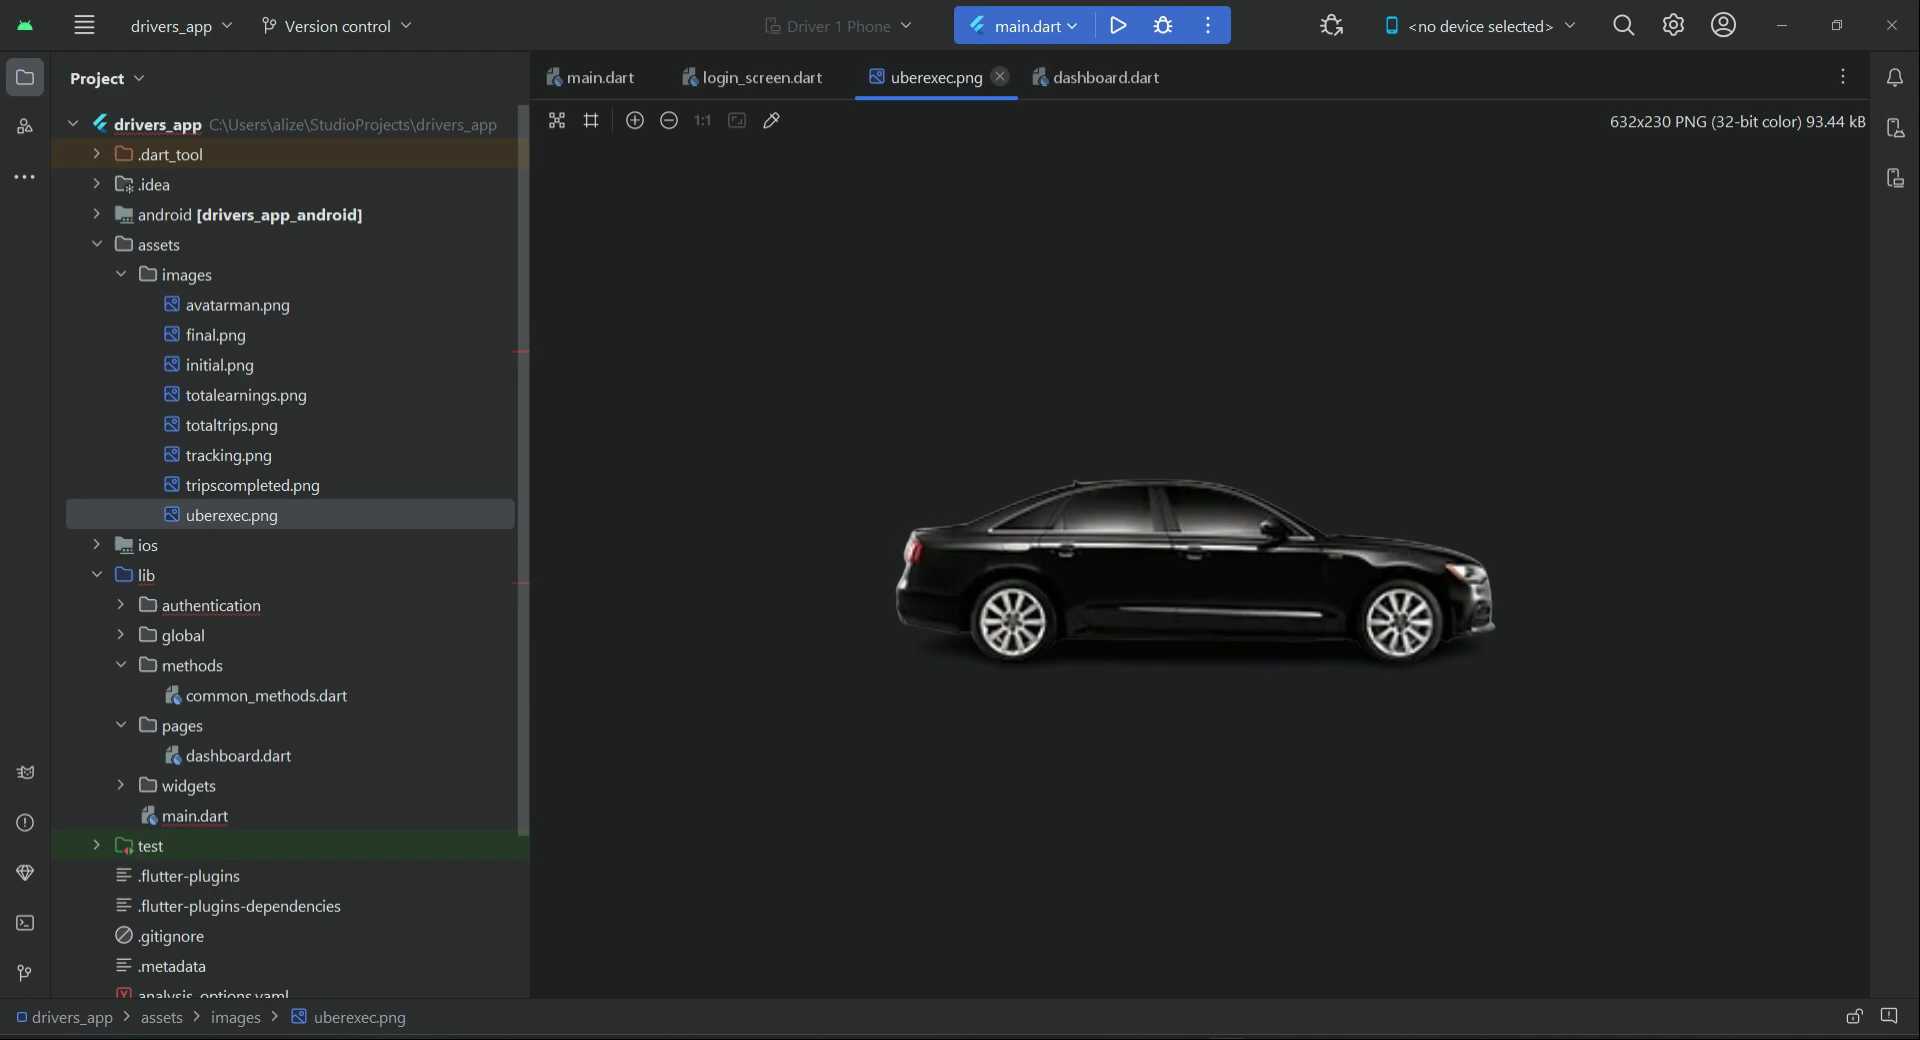 drivers_app
Version control
Driver 1 Phone
main.dart
<no device selected>
Project
main.dart
login_screen.dart
uberexec.png
dashboard.dart
drivers_app C:\Users\alize\StudioProjects\drivers_app
1:1
632x230 PNG (32-bit color) 93.44 kB
.dart_tool
.idea
android [drivers_app_android]
assets
images
avatarman.png
final.png
initial.png
totalearnings.png
totaltrips.png
tracking.png
tripscompleted.png
uberexec.png
ios
lib
authentication
global
methods
common_methods.dart
pages
dashboard.dart
widgets
main.dart
test
.flutter-plugins
.flutter-plugins-dependencies
.gitignore
.metadata
analysis_options.yaml
drivers_app > assets > images > uberexec.png